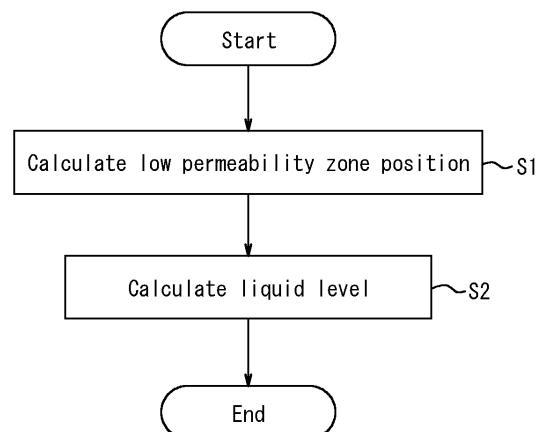 Start
Calculate low permeability zone position
S1
Calculate liquid level
S2
End